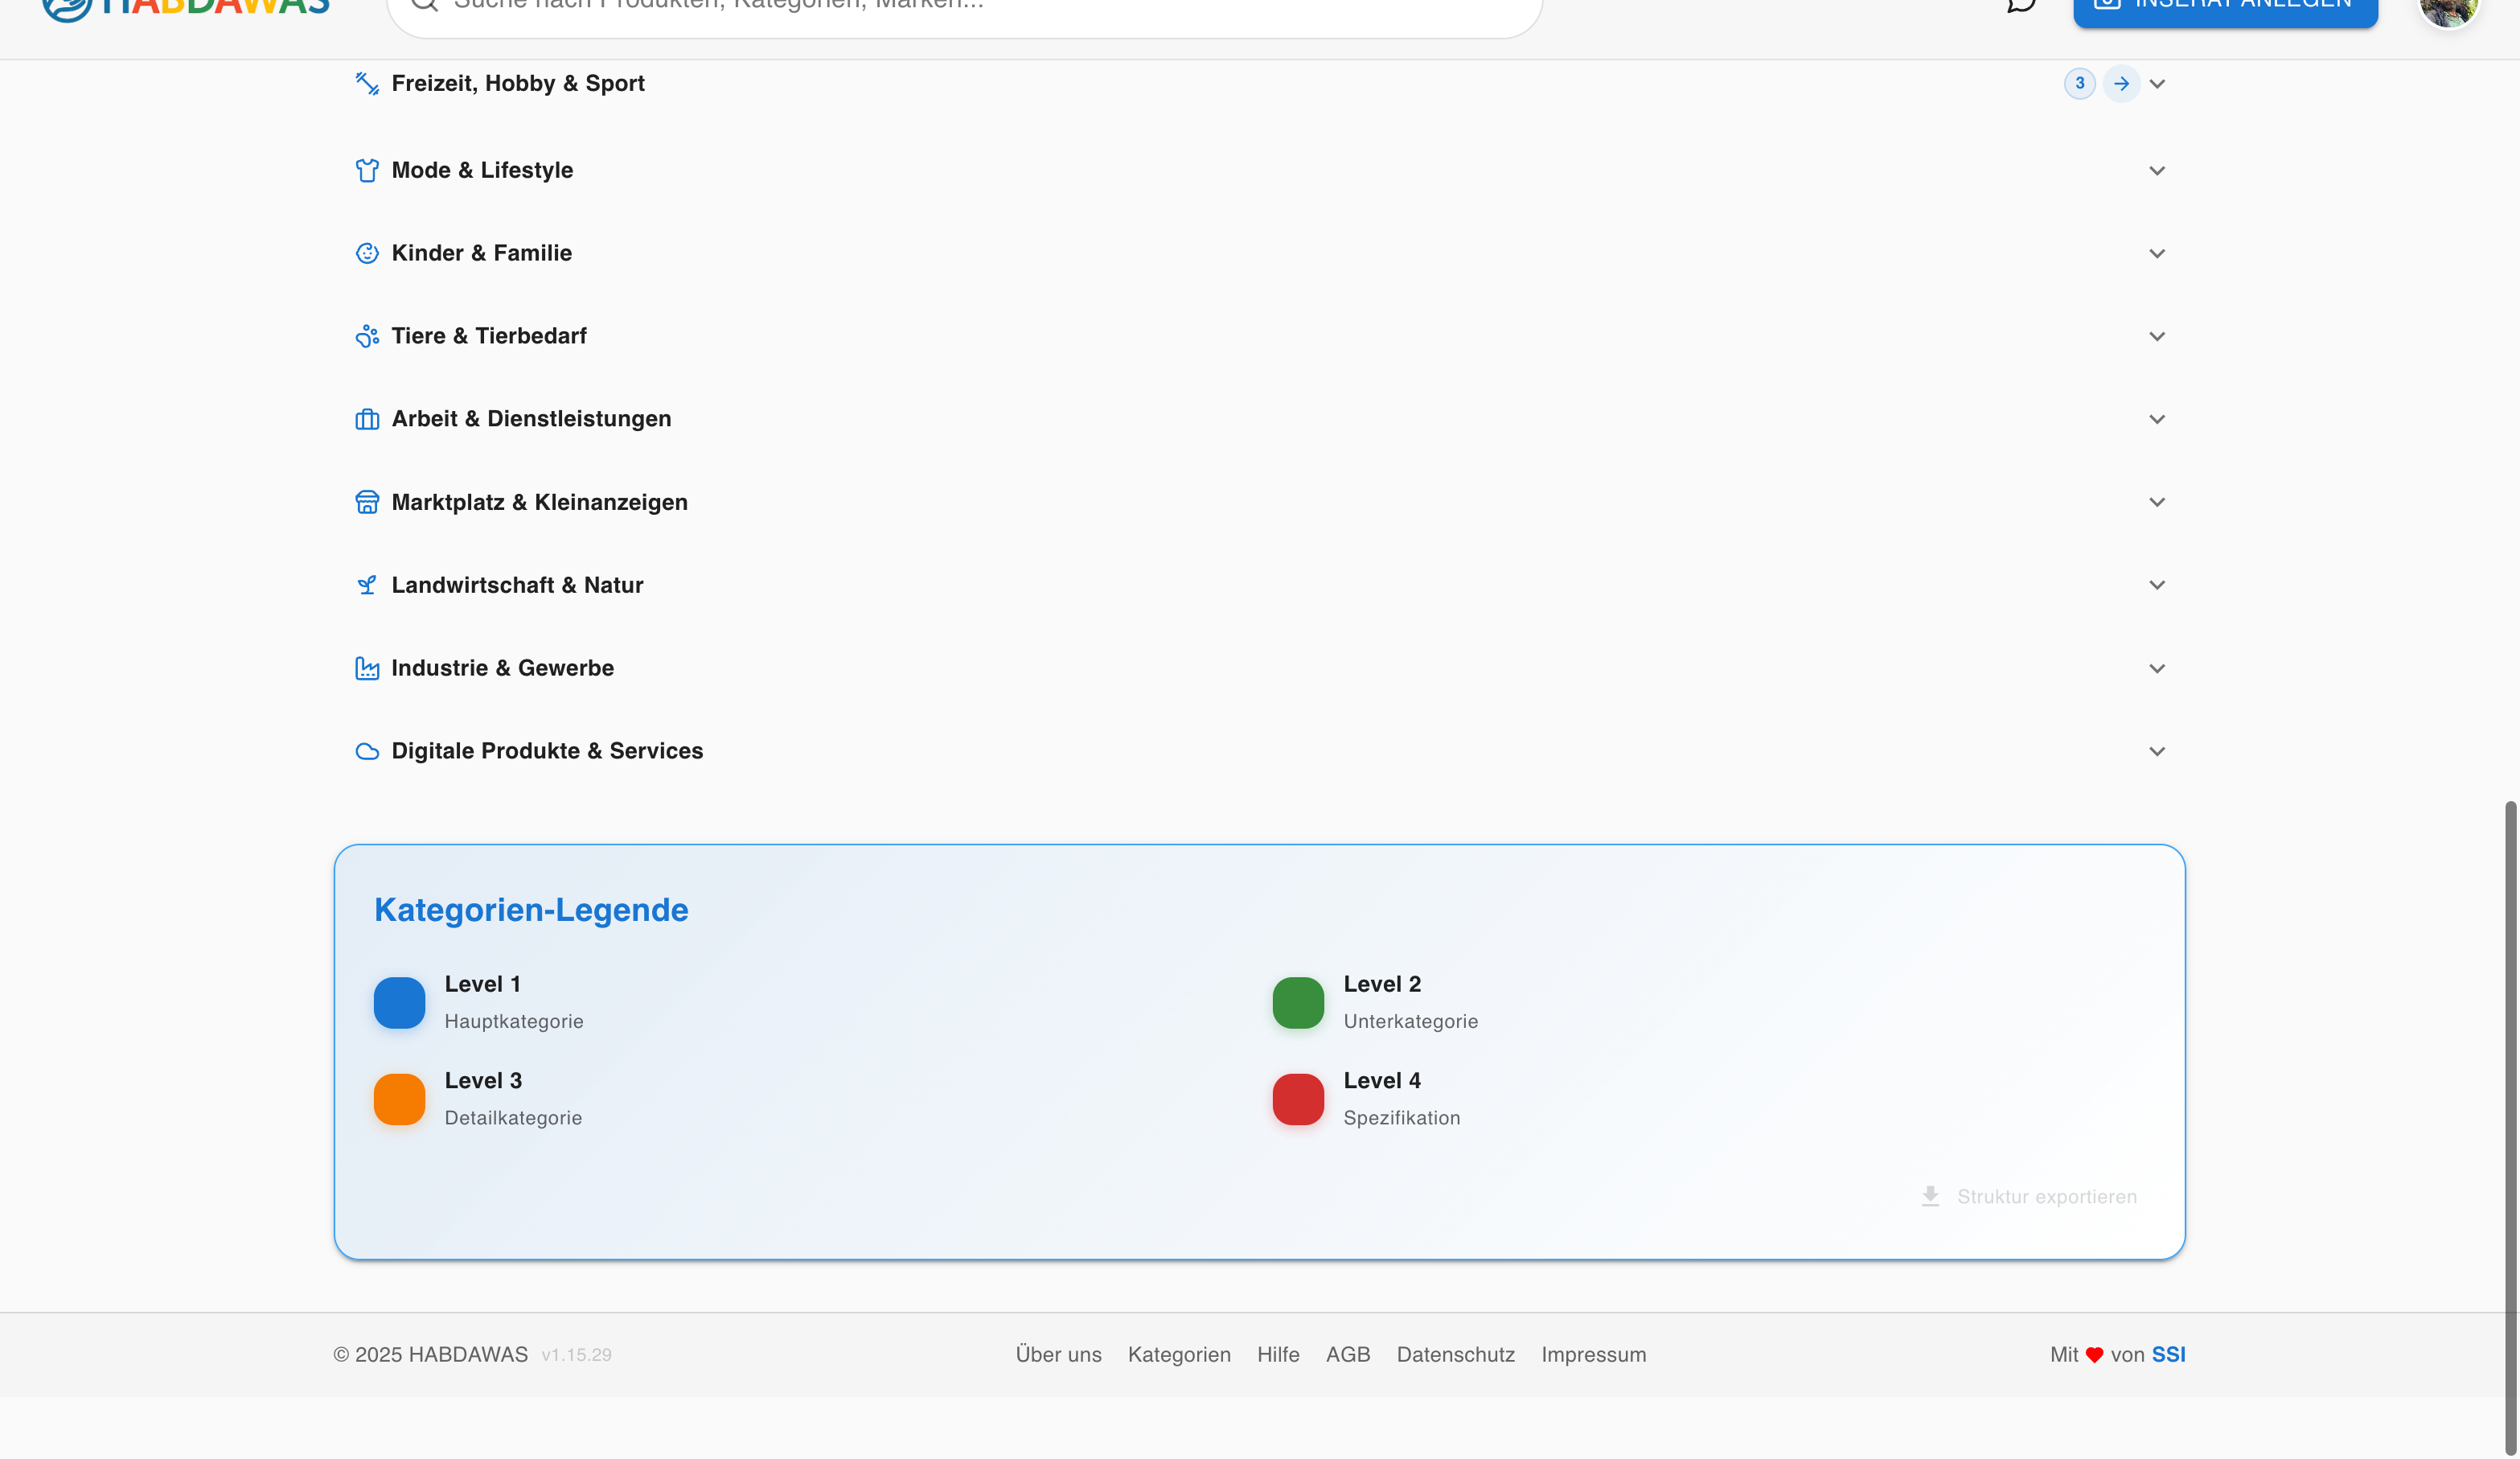 HABDAWAS
Suche nach Produkten, Kategorien, Marken...
INSERAT ANLEGEN
Freizeit, Hobby & Sport
3
Mode & Lifestyle
Kinder & Familie
Tiere & Tierbedarf
Arbeit & Dienstleistungen
Marktplatz & Kleinanzeigen
Landwirtschaft & Natur
Industrie & Gewerbe
Digitale Produkte & Services
Kategorien-Legende
Level 1
Hauptkategorie
Level 2
Unterkategorie
Level 3
Detailkategorie
Level 4
Spezifikation
Struktur exportieren
© 2025 HABDAWAS v1.15.29
Über uns Kategorien Hilfe AGB Datenschutz Impressum
Mit ❤ von SSI